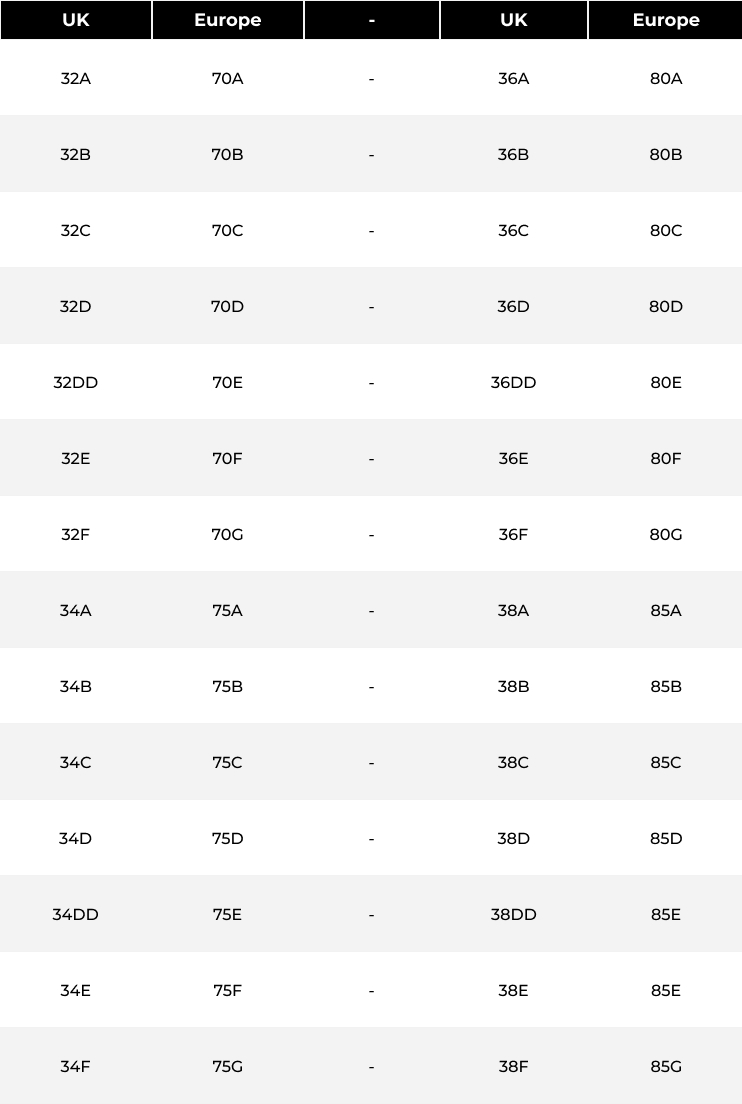 UK Europe - UK Europe
32A 70A - 36A 80A
32B 70B - 36B 80B
32C 70C - 36C 80C
32D 70D - 36D 80D
32DD 70E - 36DD 80E
32E 70F - 36E 80F
32F 70G - 36F 80G
34A 75A - 38A 85A
34B 75B - 38B 85B
34C 75C - 38C 85C
34D 75D - 38D 85D
34DD 75E - 38DD 85E
34E 75F - 38E 85E
34F 75G - 38F 85G